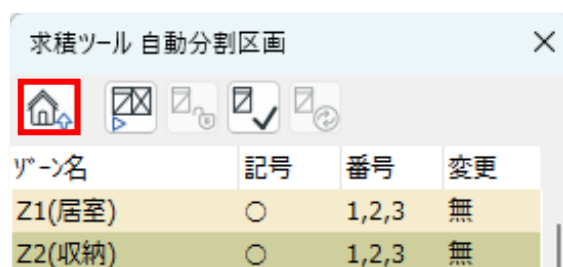 求積ツール 自動分割区画
ゾーン名 記号 番号 変更
Z1(居室) ○ 1,2,3 無
Z2(収納) ○ 1,2,3 無